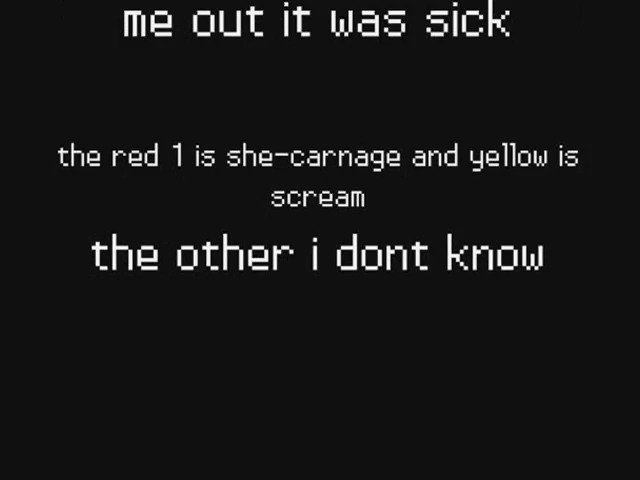 me out it was sick
the red 1 is she-carnage and yellow is
scream
the other i dont know